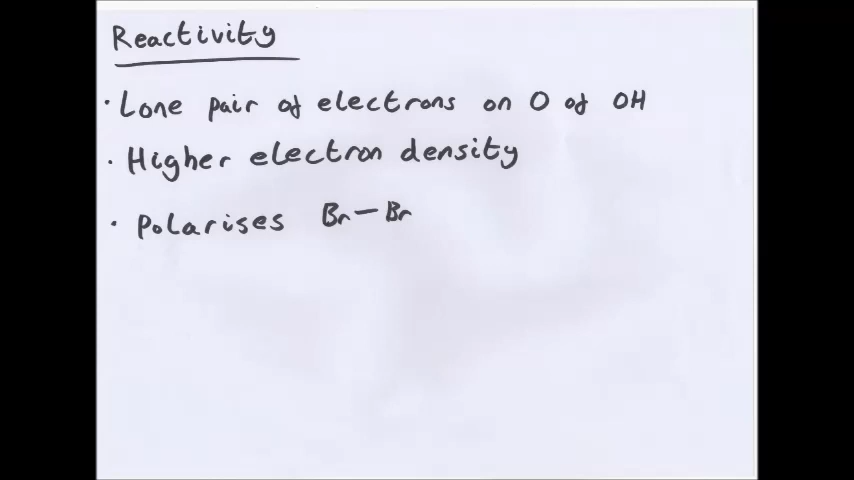 Reactivity
· Lone pair of electrons on O of OH
· Higher electron density
· Polarises Br-Br